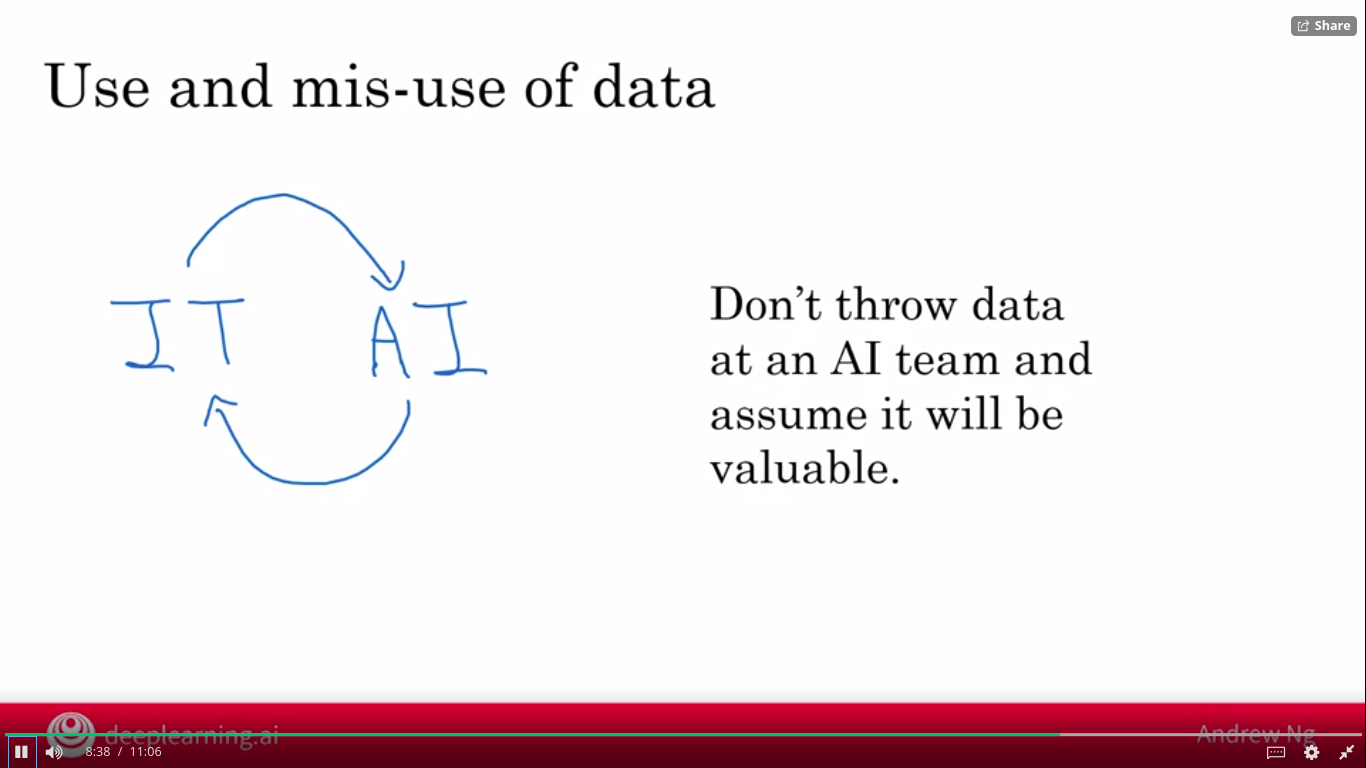 Share
Use and mis-use of data
IT AI
Don't throw data
at an AI team and
assume it will be
valuable.
deeplearning.ai
Andrew Ng
8:38 / 11:06